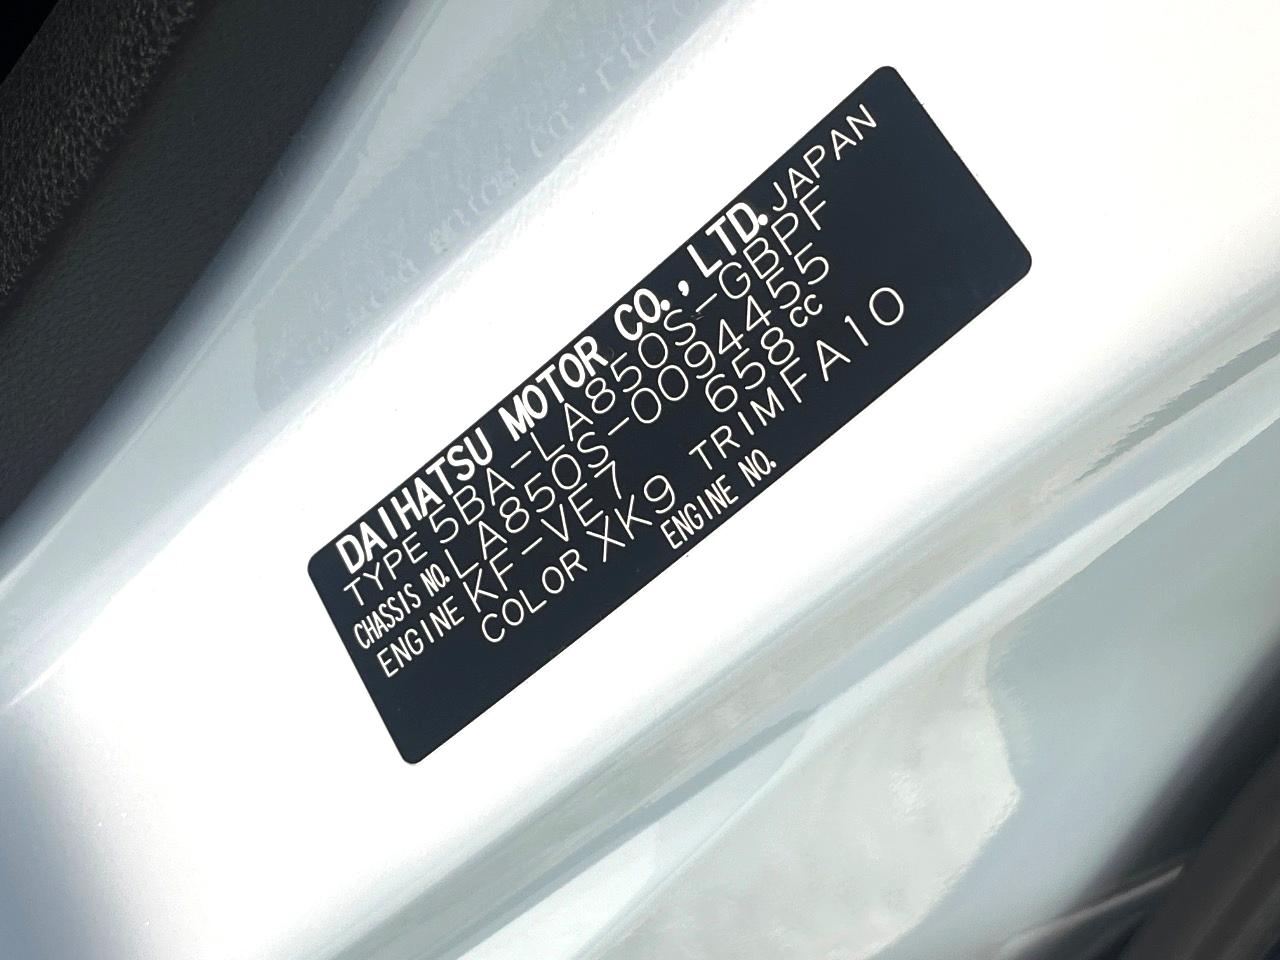 DAIHATSU MOTOR CO., LTD. JAPAN
TYPE 5BA-LA850S-GBPF
CHASSIS NO. LA850S-0094455
ENGINE KF-VE7 658cc
COLOR XK9 TRIM FA10
ENGINE NO.